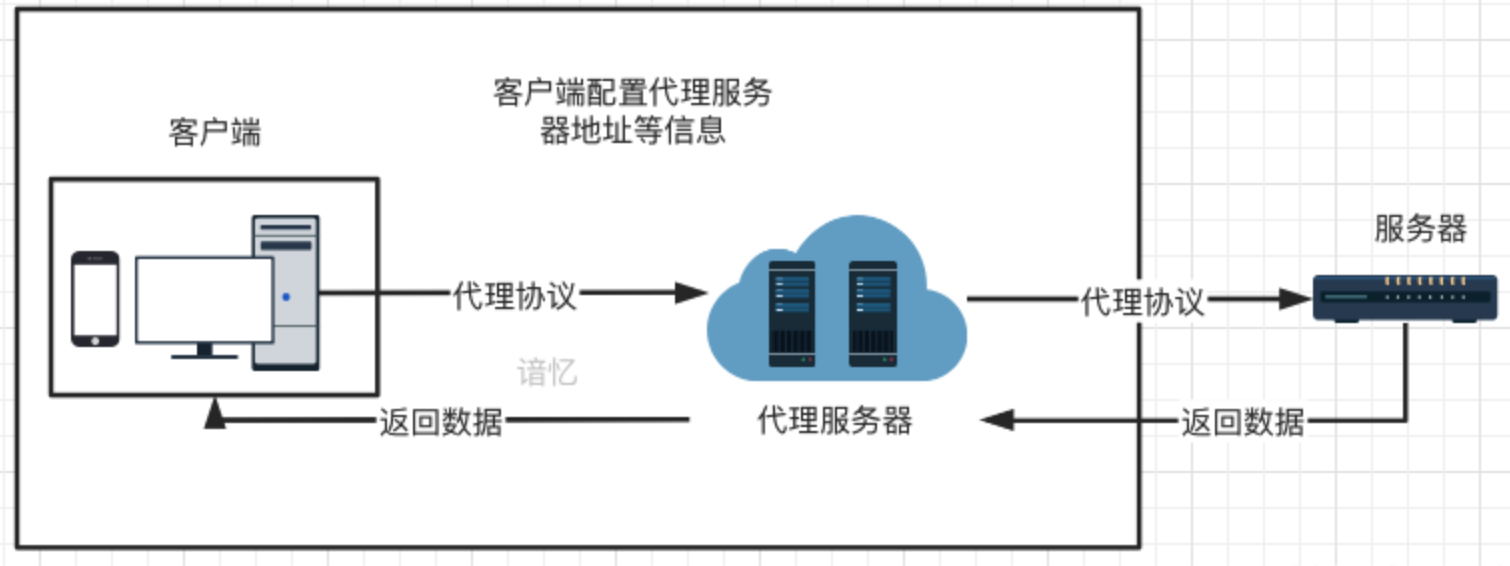 客户端配置代理服务
器地址等信息
客户端
服务器
代理协议
代理协议
谙忆
返回数据
代理服务器
返回数据